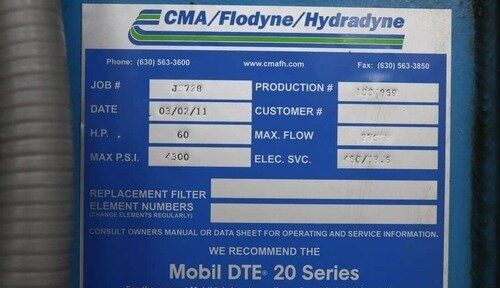 CMA/Flodyne/Hydradyne
Phone: (630) 563-3600 www.cmafh.com Fax: (630) 563-3850
JOB # PRODUCTION #
DATE 03/02/11 CUSTOMER #
H.P. 60 MAX. FLOW
MAX P.S.I. 4300 ELEC. SVC.
REPLACEMENT FILTER
ELEMENT NUMBERS
(CHANGE ELEMENTS REGULARLY)
CONSULT OWNERS MANUAL OR DATA SHEET FOR OPERATING AND SERVICE INFORMATION.
WE RECOMMEND THE
Mobil DTE® 20 Series